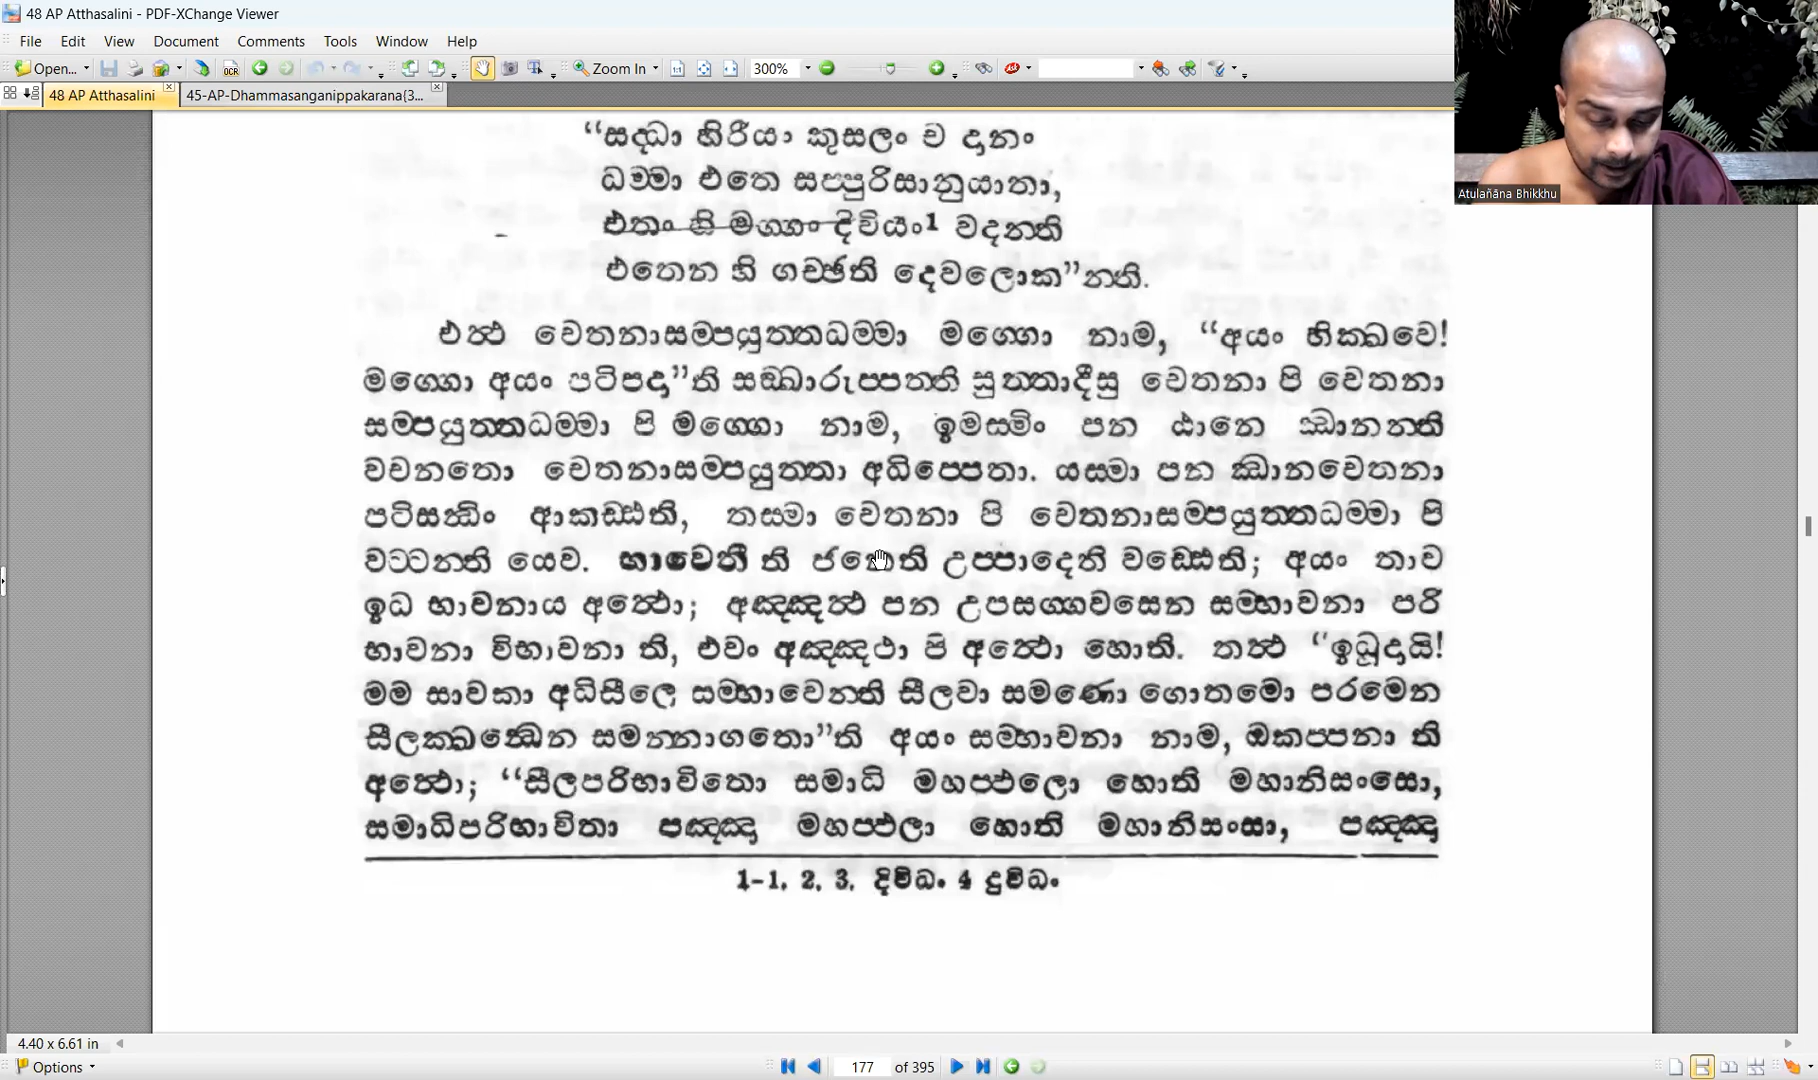 48 AP Atthasalini - PDF-XChange Viewer
File Edit View Document Comments Tools Window Help
Open... OCR Zoom In 300%
48 AP Atthasalini 45-AP-Dhammasanganippakarana{3...
Atulañāna Bhikkhu
“සද්ධා හිරීයා කුසලං ච දානං
ධම්මා එතෙ සප්පුරිසානුයාතා,
එතං හි මග්ගං දිවියං1 වදන්ති
එතෙන හි ගච්ඡති දෙවලොක”න්ති.
එත්ථ චෙතනාසම්පයුත්තධම්මා මග්ගො නාම, “අයං භික්ඛවෙ!
මග්ගො අයං පටිපදා”ති සඞ්ඛාරුප්පත්ති සුත්තාදීසු චෙතනා පි චෙතනා
සම්පයුත්තධම්මා පි මග්ගො නාම, ඉමස්මිං පන ඨානෙ ඣානන්ති
වචනතො චෙතනාසම්පයුත්තා අධිප්පෙතා. යස්මා පන ඣානචෙතනා
පටිසන්ධිං ආකඩ්ඪති, තස්මා චෙතනා පි චෙතනාසම්පයුත්තධම්මා පි
වට්ටන්ති යෙව. භාවෙතී ති ජනෙති උප්පාදෙති වඩ්ඪෙති; අයං තාව
ඉධ භාවනාය අත්ථො; අඤ්ඤත්ථ පන උපසග්ගවසෙන සම්භාවනා පරි
භාවනා විභාවනා ති, එවං අඤ්ඤථා පි අත්ථො හොති. තත්ථ “ඉධූදායි!
මම සාවකා අධිසීලෙ සම්භාවෙන්ති සීලවා සමණො ගොතමො පරමෙන
සීලක්ඛන්ධෙන සමන්නාගතො”ති අයං සම්භාවනා නාම, ඔකප්පනා ති
අත්ථො; “සීලපරිභාවිතො සමාධි මහප්ඵලො හොති මහානිසංසො,
සමාධිපරිභාවිතා පඤ්ඤා මහප්ඵලා හොති මහානිසංසා, පඤ්ඤා
1-1, 2, 3, දිවිධං. 4 දුවිධං
4.40 x 6.61 in
Options 177 of 395